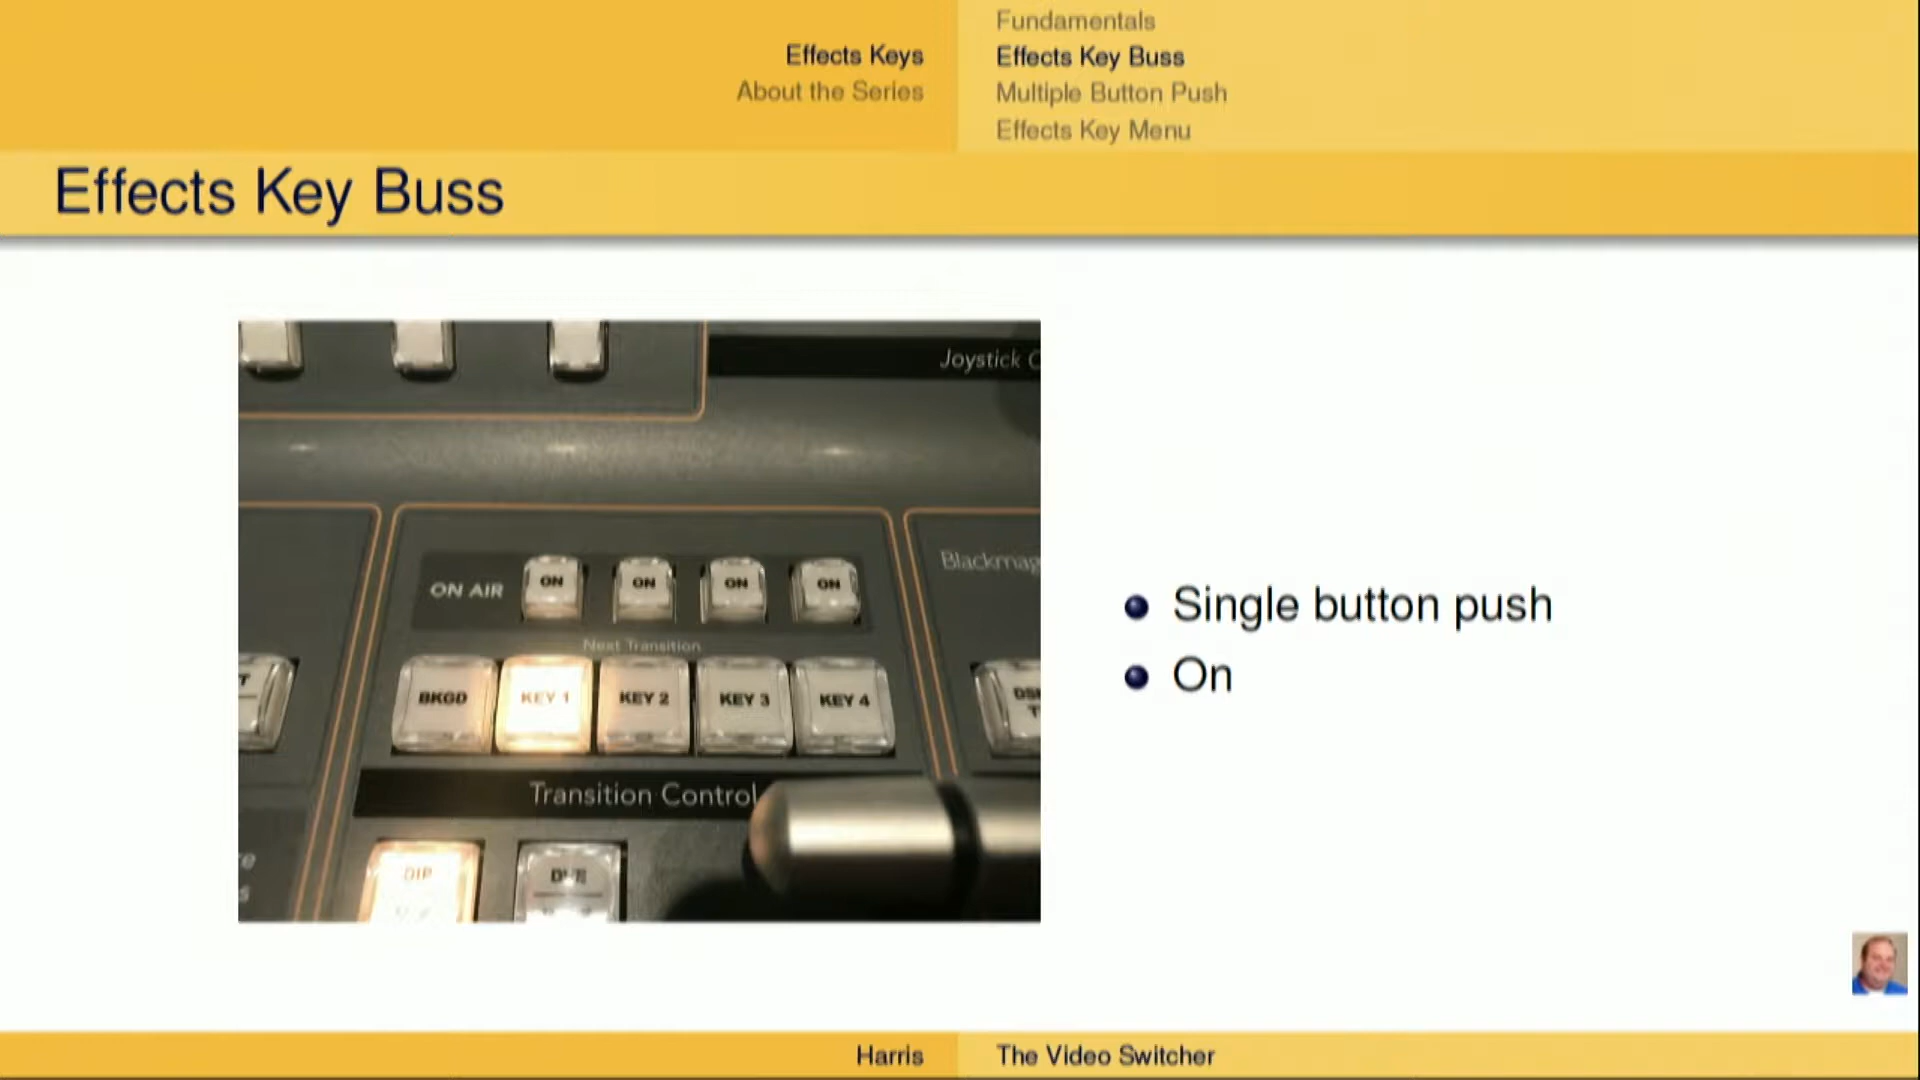 Effects Keys
About the Series
Fundamentals
Effects Key Buss
Multiple Button Push
Effects Key Menu
Effects Key Buss
Joystick C
ON AIR ON ON ON ON
Blackmag
Next Transition
BKGD KEY 1 KEY 2 KEY 3 KEY 4
Transition Control
DIP
Single button push
On
Harris
The Video Switcher